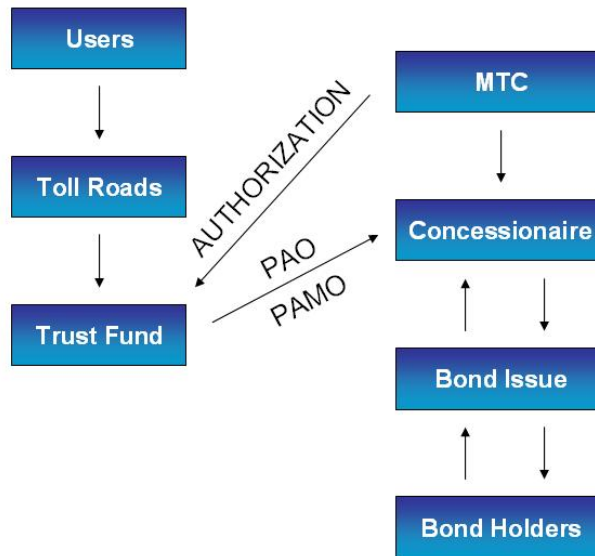 Users
MTC
AUTHORIZATION
Toll Roads
Concessionaire
PAO
PAMO
Trust Fund
Bond Issue
Bond Holders